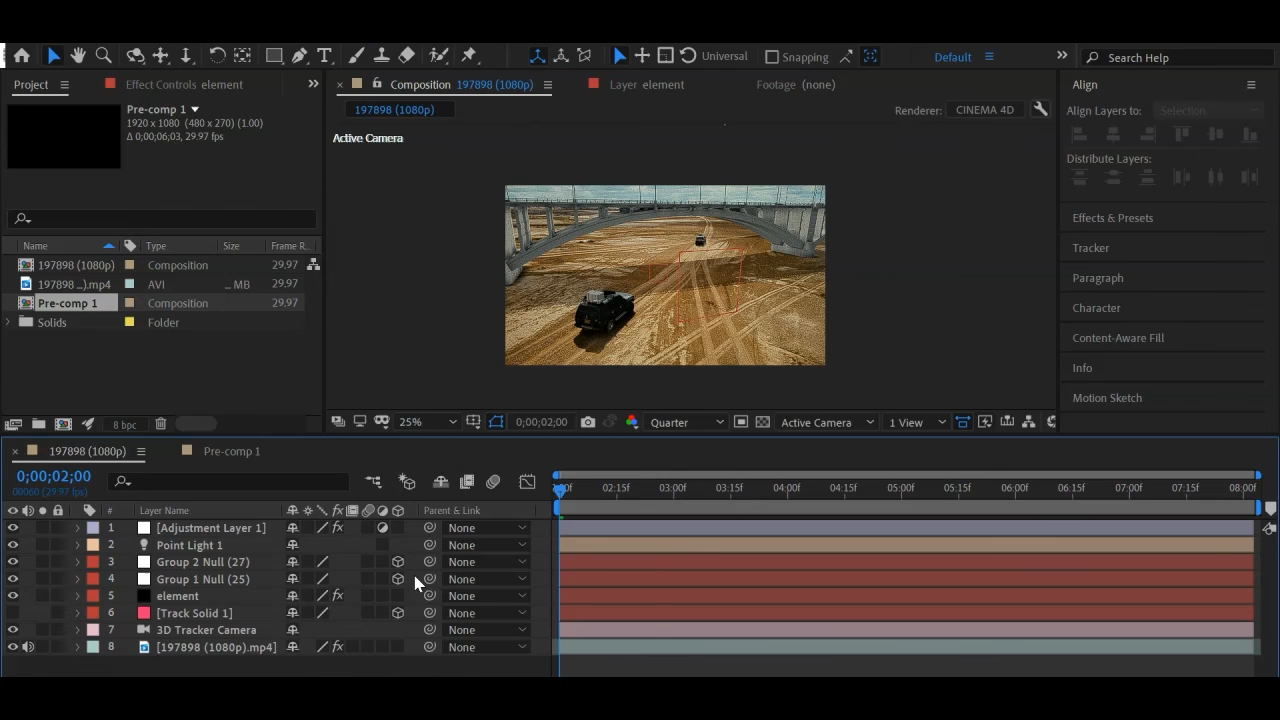 Universal Snapping Default Search Help
Project Effect Controls element Composition 197898 (1080p) Layer element Footage (none) Align
Pre-comp 1
1920 x 1080 (480 x 270) (1.00)
Δ 0;00;06;03, 29.97 fps
197898 (1080p) Renderer: CINEMA 4D
Align Layers to: Selection
Active Camera
Distribute Layers:
Effects & Presets
Name Type Size Frame R...
Tracker
197898 (1080p) Composition 29.97
197898 _).mp4 AVI _ MB 29.97
Paragraph
Pre-comp 1 Composition 29.97
Solids Folder
Character
Content-Aware Fill
Info
Motion Sketch
8 bpc 25% 0;00;02;00 Quarter Active Camera 1 View
197898 (1080p) Pre-comp 1
0;00;02;00
00060 (29.97 fps)
:00f 02:15f 03:00f 03:15f 04:00f 04:15f 05:00f 05:15f 06:00f 06:15f 07:00f 07:15f 08:00f
# Layer Name fx Parent & Link
1 [Adjustment Layer 1] fx None
2 Point Light 1 None
3 Group 2 Null (27) None
4 Group 1 Null (25) None
5 element fx None
6 [Track Solid 1] None
7 3D Tracker Camera None
8 [197898 (1080p).mp4] fx None